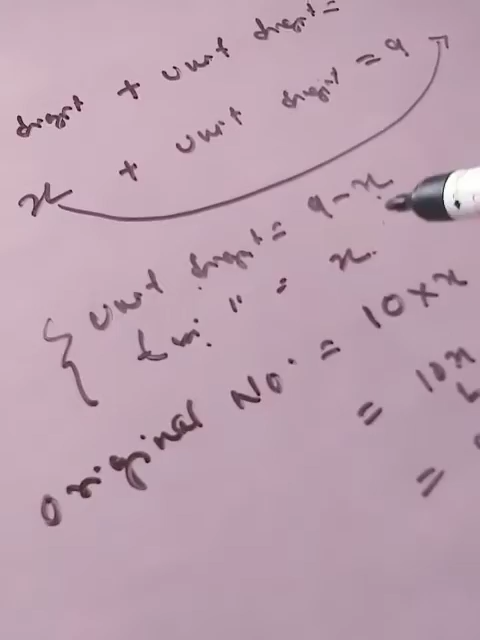 digit + unit digit =
x + unit digit = 9
unit digit = 9 - x
ten " = x.
original No. = 10 × x
= 10x
=